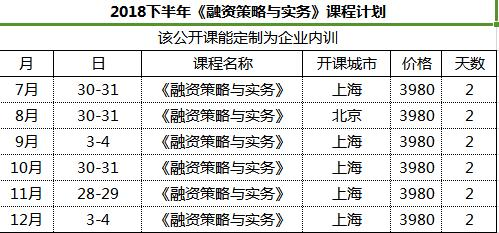 2018下半年《融资策略与实务》课程计划
该公开课能定制为企业内训
月 日 课程名称 开课城市 价格 天数
7月 30-31 《融资策略与实务》 上海 3980 2
8月 30-31 《融资策略与实务》 北京 3980 2
9月 3-4 《融资策略与实务》 上海 3980 2
10月 30-31 《融资策略与实务》 上海 3980 2
11月 28-29 《融资策略与实务》 上海 3980 2
12月 3-4 《融资策略与实务》 上海 3980 2